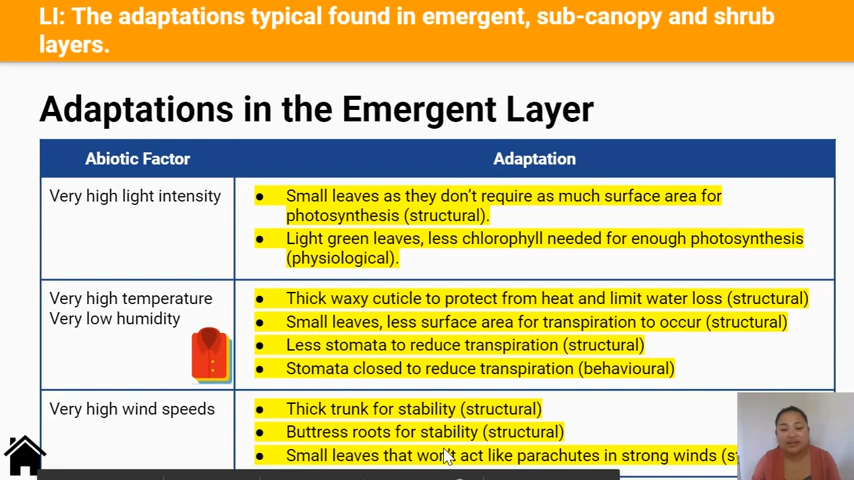 LI: The adaptations typical found in emergent, sub-canopy and shrub
layers.
Adaptations in the Emergent Layer
Abiotic Factor
Adaptation
Very high light intensity
● Small leaves as they don't require as much surface area for
photosynthesis (structural).
● Light green leaves, less chlorophyll needed for enough photosynthesis
(physiological).
Very high temperature
Very low humidity
● Thick waxy cuticle to protect from heat and limit water loss (structural)
● Small leaves, less surface area for transpiration to occur (structural)
● Less stomata to reduce transpiration (structural)
● Stomata closed to reduce transpiration (behavioural)
Very high wind speeds
● Thick trunk for stability (structural)
● Buttress roots for stability (structural)
● Small leaves that won't act like parachutes in strong winds